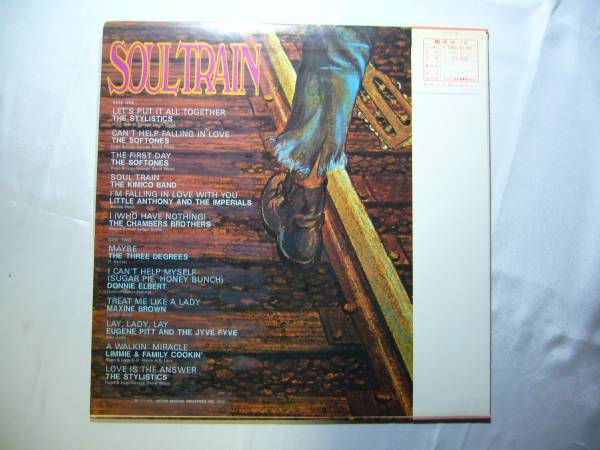 SOUL TRAIN
SIDE ONE
LET'S PUT IT ALL TOGETHER
THE STYLISTICS
CAN'T HELP FALLING IN LOVE
THE SOFTONES
THE FIRST DAY
THE SOFTONES
SOUL TRAIN
THE KIMICO BAND
I'M FALLING IN LOVE WITH YOU
LITTLE ANTHONY AND THE IMPERIALS
I (WHO HAVE NOTHING)
THE CHAMBERS BROTHERS
SIDE TWO
MAYBE
THE THREE DEGREES
I CAN'T HELP MYSELF
(SUGAR PIE, HONEY BUNCH)
DONNIE ELBERT
TREAT ME LIKE A LADY
MAXINE BROWN
LAY, LADY, LAY
EUGENE PITT AND THE JYVE FYVE
A WALKIN' MIRACLE
LIMMIE & FAMILY COOKIN'
LOVE IS THE ANSWER
THE STYLISTICS